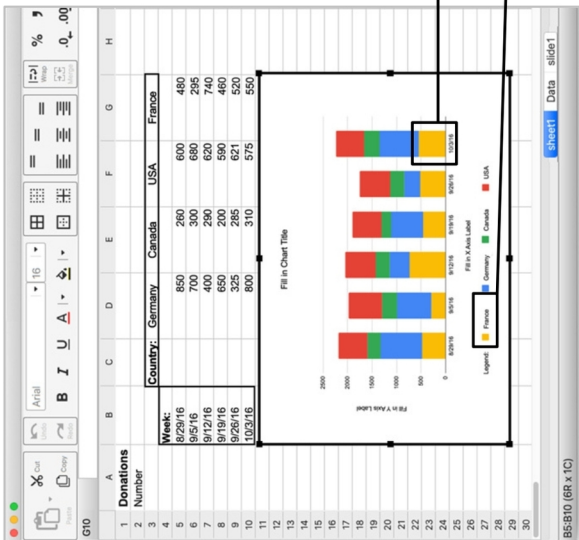 Cut
Copy
Paste
Undo
Redo
Arial
16
B I U A
Wrap
Merge
% ,
.0 .00
G10
A B C D E F G H
1 Donations
2 Number
3 Country: Germany Canada USA France
4 Week:
5 8/29/16 850 260 600 480
6 9/5/16 700 300 680 295
7 9/12/16 400 290 620 740
8 9/19/16 650 200 590 460
9 9/26/16 325 285 621 520
10 10/3/16 800 310 575 550
11
12
13
14
15
16
17
18
19
20
21
22
23
24
25
26
27
28
29
30
Fill in Chart Title
Fill in Y Axis Label
2500
2000
1500
1000
500
0
8/29/16 9/5/16 9/12/16 9/19/16 9/26/16 10/3/16
Fill in X Axis Label
Legend: France Germany Canada USA
sheet1 Data slide1
B5:B10 (6R x 1C)